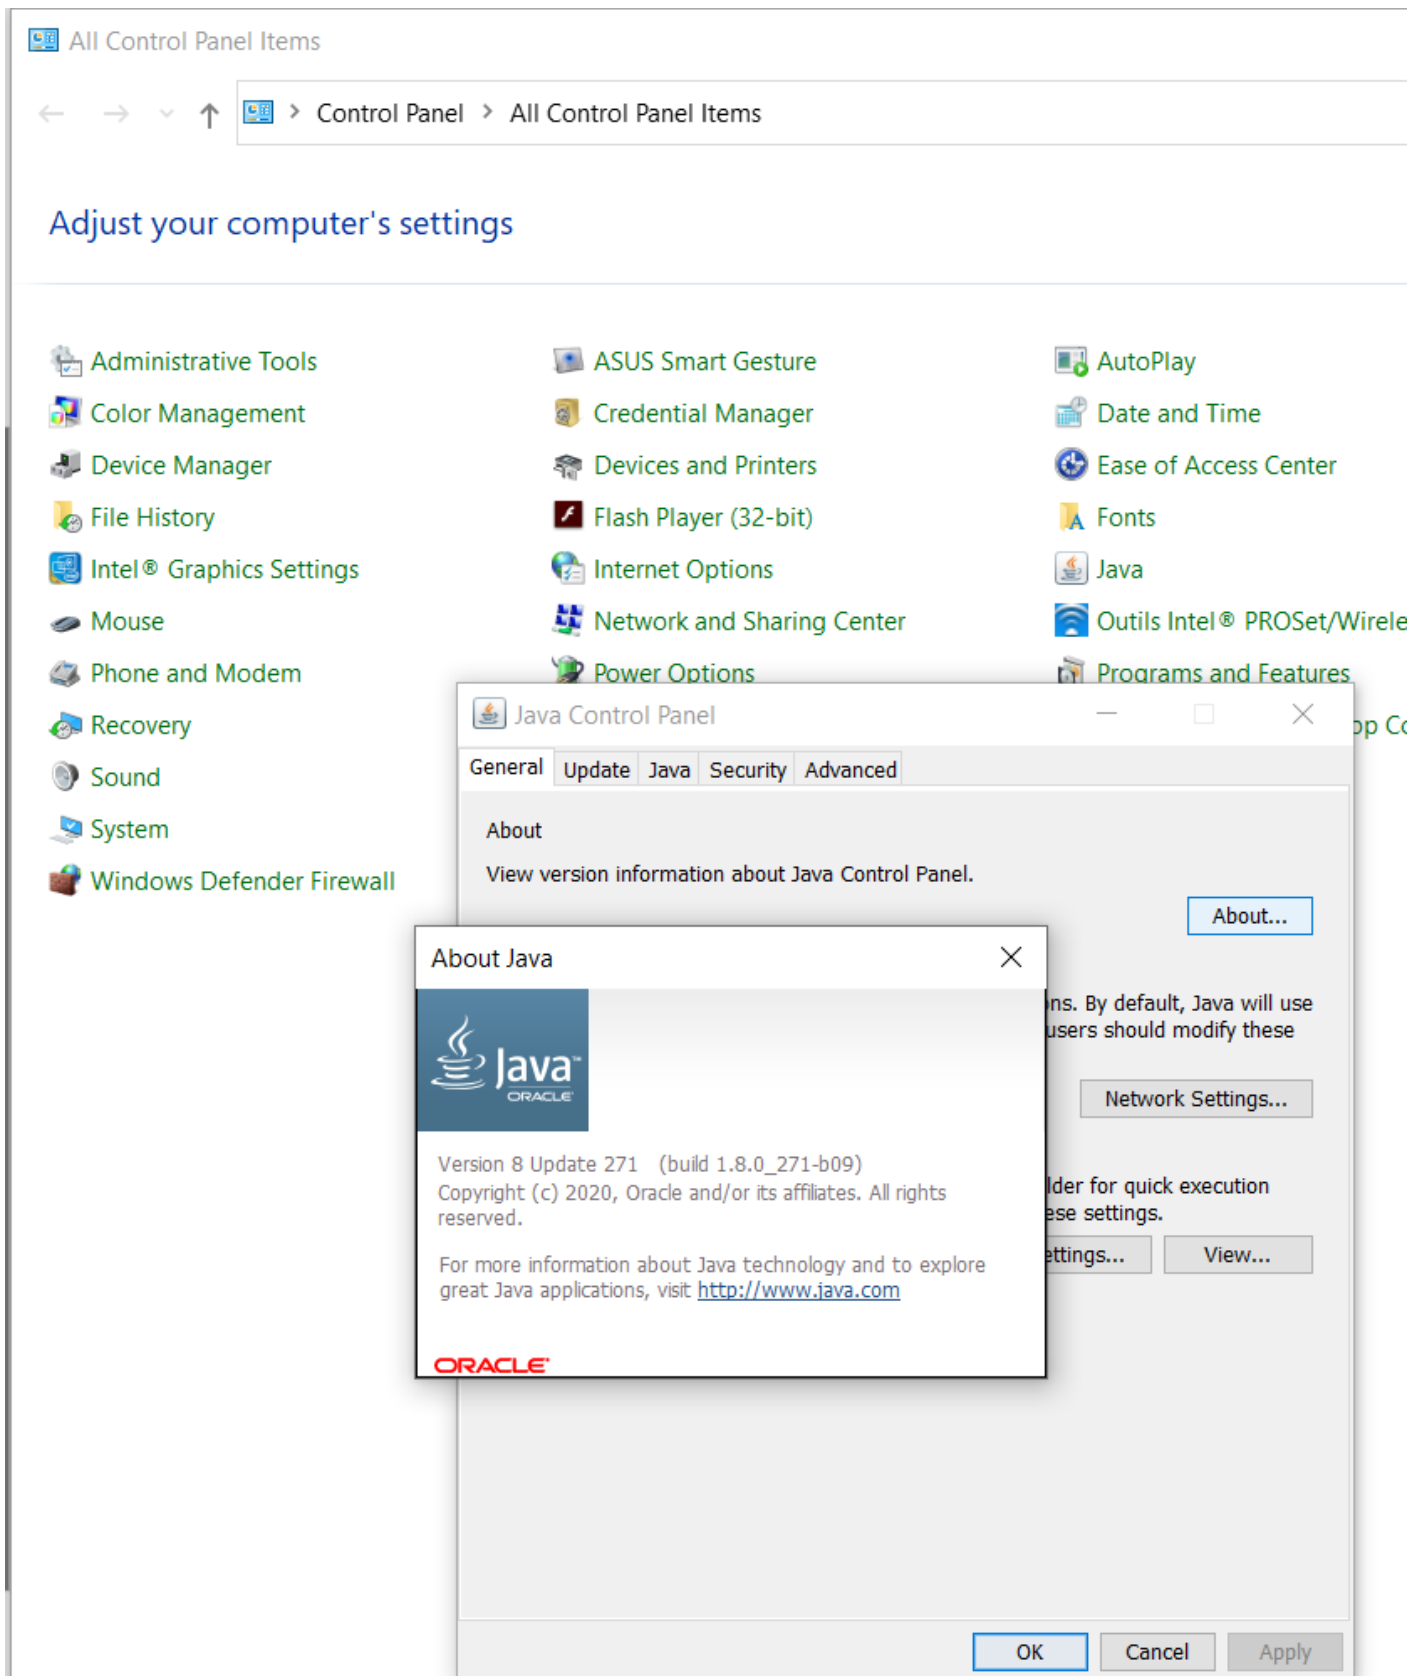 All Control Panel Items
Control Panel > All Control Panel Items
Adjust your computer's settings
Administrative Tools
ASUS Smart Gesture
AutoPlay
Color Management
Credential Manager
Date and Time
Device Manager
Devices and Printers
Ease of Access Center
File History
Flash Player (32-bit)
Fonts
Intel® Graphics Settings
Internet Options
Java
Mouse
Network and Sharing Center
Outils Intel® PROSet/Wirele
Phone and Modem
Power Options
Programs and Features
Recovery
Sound
System
Windows Defender Firewall
Java Control Panel
General Update Java Security Advanced
About
View version information about Java Control Panel.
About...
ns. By default, Java will use
users should modify these
Network Settings...
lder for quick execution
ese settings.
ettings...
View...
About Java
Java™
ORACLE
Version 8 Update 271 (build 1.8.0_271-b09)
Copyright (c) 2020, Oracle and/or its affiliates. All rights
reserved.
For more information about Java technology and to explore
great Java applications, visit http://www.java.com
ORACLE
OK
Cancel
Apply